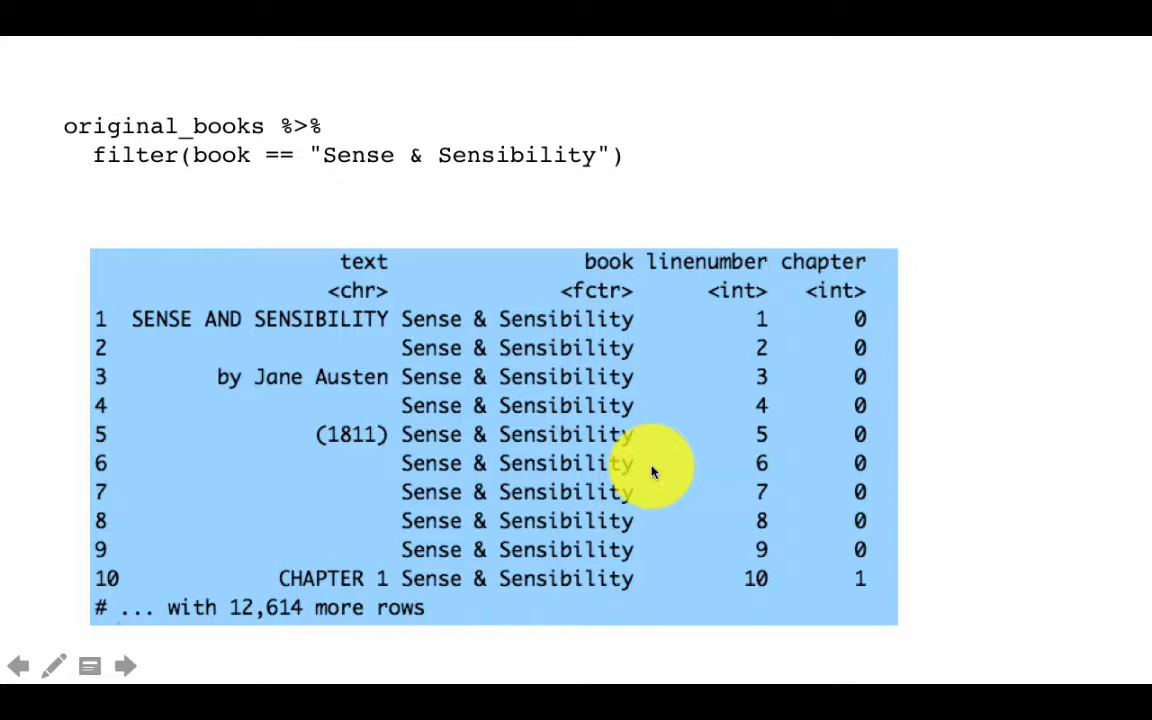 original_books %>%
filter(book == "Sense & Sensibility")
text book linenumber chapter
<chr> <fctr> <int> <int>
1 SENSE AND SENSIBILITY Sense & Sensibility 1 0
2 Sense & Sensibility 2 0
3 by Jane Austen Sense & Sensibility 3 0
4 Sense & Sensibility 4 0
5 (1811) Sense & Sensibility 5 0
6 Sense & Sensibility 6 0
7 Sense & Sensibility 7 0
8 Sense & Sensibility 8 0
9 Sense & Sensibility 9 0
10 CHAPTER 1 Sense & Sensibility 10 1
# ... with 12,614 more rows